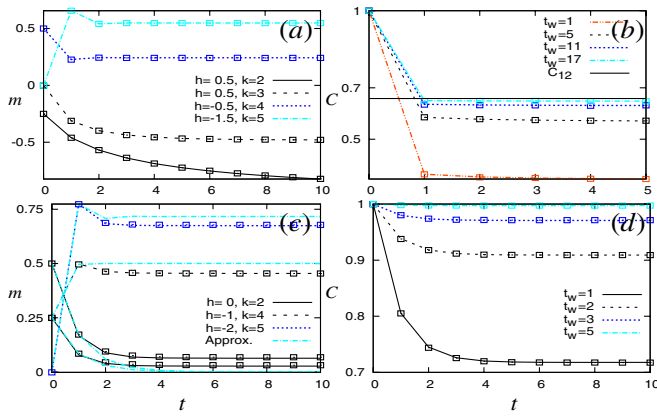 (a)
m
0.5
0
-0.5
0 2 4 6 8 10
h= 0.5, k=2
h= 0.5, k=3
h=-0.5, k=4
h=-1.5, k=5
(b)
C
1
0.7
0.5
0 1 2 3 4 5
t_w=1
t_w=5
t_w=11
t_w=17
C_12
(c)
m
0.75
0.5
0.25
0
0 2 4 6 8 10
t
h= 0, k=2
h=-1, k=4
h=-2, k=5
Approx.
(d)
C
1
0.9
0.8
0.7
0 2 4 6 8 10
t
t_w=1
t_w=2
t_w=3
t_w=5